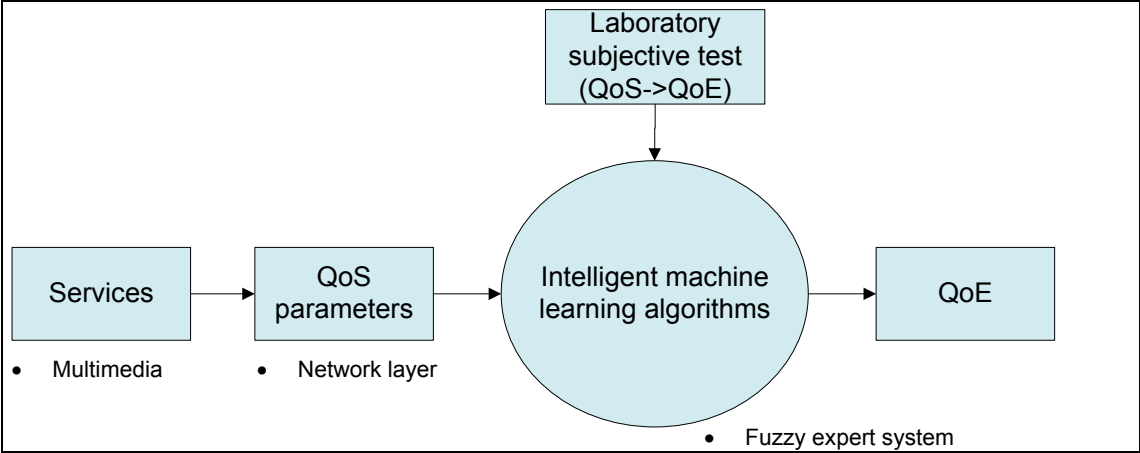 Laboratory
subjective test
(QoS->QoE)
Services
QoS
parameters
Intelligent machine
learning algorithms
QoE
• Multimedia
• Network layer
• Fuzzy expert system